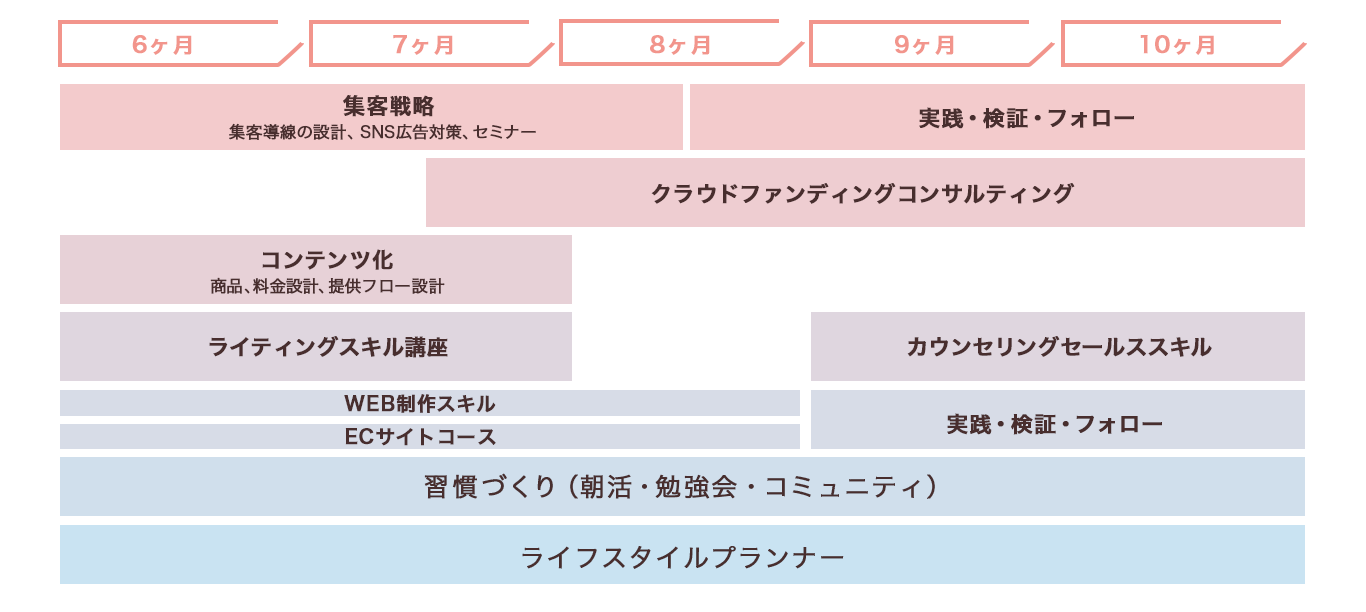 6ヶ月
7ヶ月
8ヶ月
9ヶ月
10ヶ月
集客戦略
集客導線の設計、SNS広告対策、セミナー
実践・検証・フォロー
クラウドファンディングコンサルティング
コンテンツ化
商品、料金設計、提供フロー設計
ライティングスキル講座
カウンセリングセールススキル
WEB制作スキル
ECサイトコース
実践・検証・フォロー
習慣づくり（朝活・勉強会・コミュニティ）
ライフスタイルプランナー